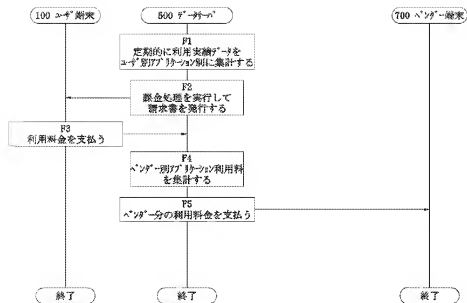 100 ユーザ端末
500 データサーバ
700 ベンダー端末
F1
定期的に利用実績データを
ユーザ別アプリケーション別に集計する
F2
課金処理を実行して
請求書を発行する
F3
利用料金を支払う
F4
ベンダー別アプリケーション利用料
を集計する
F5
ベンダー分の利用料金を支払う
終了
終了
終了